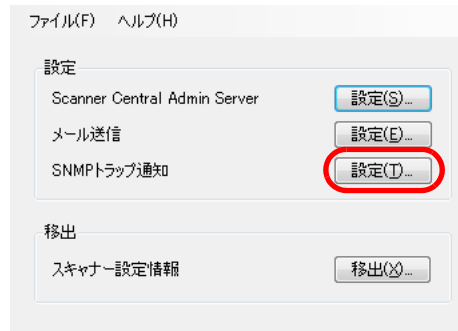 ファイル(F) ヘルプ(H)
設定
Scanner Central Admin Server 設定(S)...
メール送信 設定(E)...
SNMPトラップ通知 設定(T)...
移出
スキャナー設定情報 移出(X)...